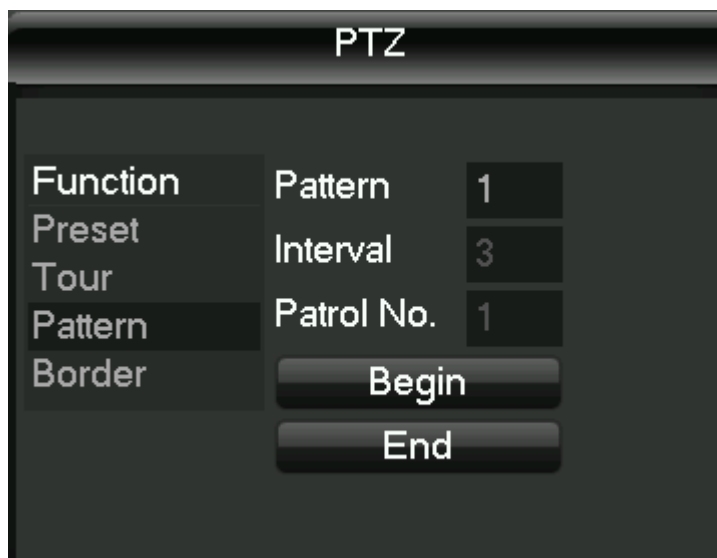 PTZ
Function
Preset
Tour
Pattern
Border
Pattern 1
Interval 3
Patrol No. 1
Begin
End